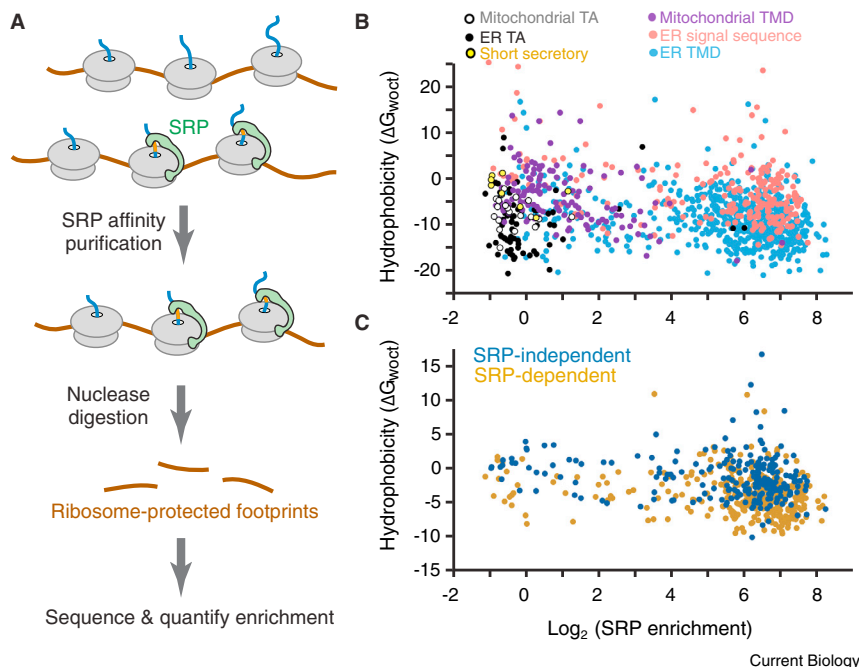 A
SRP
SRP affinity
purification
Nuclease
digestion
Ribosome-protected footprints
Sequence & quantify enrichment
B
Mitochondrial TA
ER TA
Short secretory
Mitochondrial TMD
ER signal sequence
ER TMD
Hydrophobicity (ΔGwoct)
20
10
0
-10
-20
-2
0
2
4
6
8
C
SRP-independent
SRP-dependent
Hydrophobicity (ΔGwoct)
15
10
5
0
-5
-10
-15
-2
0
2
4
6
8
Log2 (SRP enrichment)
Current Biology